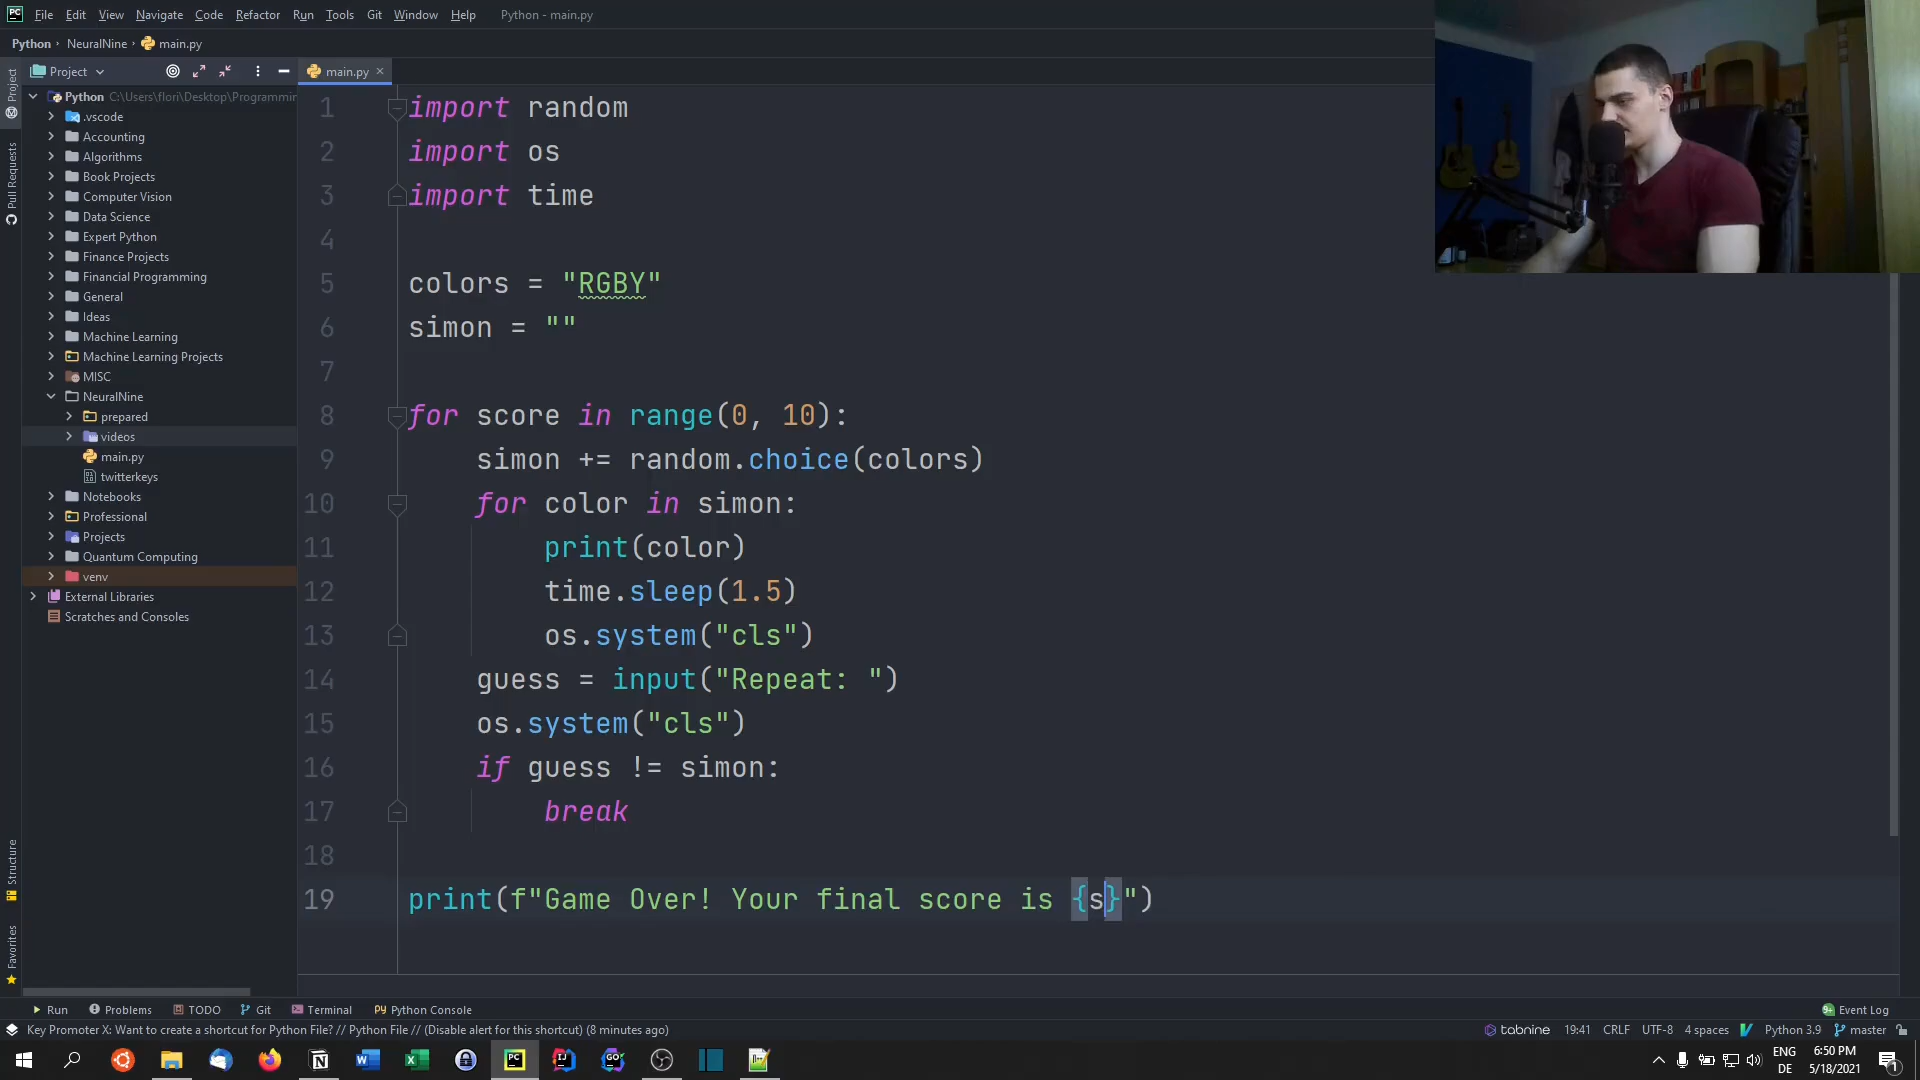 File Edit View Navigate Code Refactor Run Tools Git Window Help Python - main.py
Python › NeuralNine › main.py
Project
main.py
Project
Pull Requests
Structure
Favorites
Python C:\Users\flori\Desktop\Programmin
.vscode
Accounting
Algorithms
Book Projects
Computer Vision
Data Science
Expert Python
Finance Projects
Financial Programming
General
Ideas
Machine Learning
Machine Learning Projects
MISC
NeuralNine
prepared
videos
main.py
twitterkeys
Notebooks
Professional
Projects
Quantum Computing
venv
External Libraries
Scratches and Consoles
1 import random
2 import os
3 import time
4
5 colors = "RGBY"
6 simon = ""
7
8 for score in range(0, 10):
9 simon += random.choice(colors)
10 for color in simon:
11 print(color)
12 time.sleep(1.5)
13 os.system("cls")
14 guess = input("Repeat: ")
15 os.system("cls")
16 if guess != simon:
17 break
18
19 print(f"Game Over! Your final score is {s}")
Run Problems TODO Git Terminal Python Console Event Log
Key Promoter X: Want to create a shortcut for Python File? // Python File // (Disable alert for this shortcut) (8 minutes ago) tabnine 19:41 CRLF UTF-8 4 spaces Python 3.9 master
ENG 6:50 PM
DE 5/18/2021